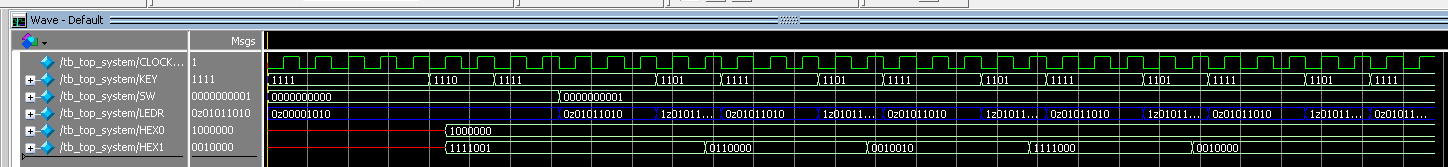 Wave - Default
Msgs
/tb_top_system/CLOCK... 1
/tb_top_system/KEY 1111 1111 1110 1111 1101 1111 1101 1111 1101 1111 1101 1111 1101 1111
/tb_top_system/SW 0000000001 0000000000 0000000001
/tb_top_system/LEDR 0z01011010 0z00001010 0z01011010 1z01011... 0z01011010 1z01011... 0z01011010 1z01011... 0z01011010 1z01011... 0z01011010 1z01011... 0z01011...
/tb_top_system/HEX0 1000000 1000000
/tb_top_system/HEX1 0010000 1111001 0110000 0010010 1111000 0010000